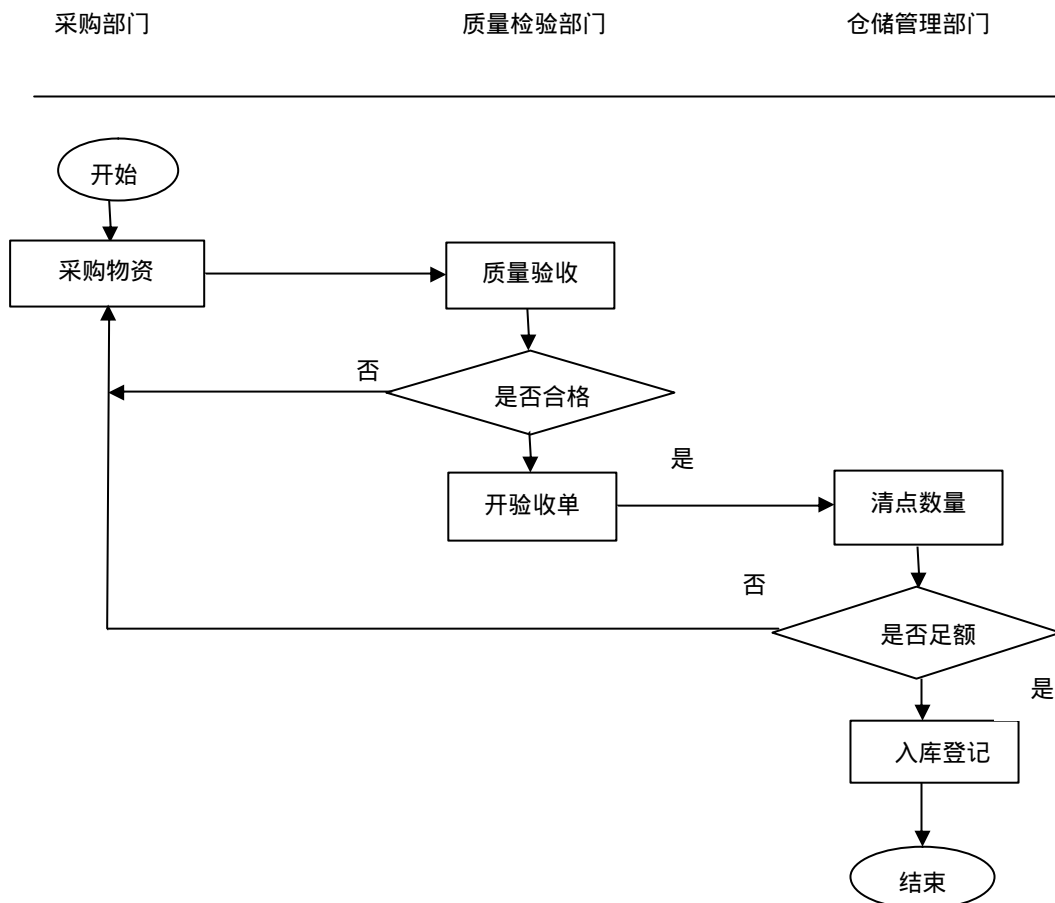 采购部门 质量检验部门 仓储管理部门
开始
采购物资 质量验收
否
是否合格
是
开验收单 清点数量
否
是否足额
是
入库登记
结束